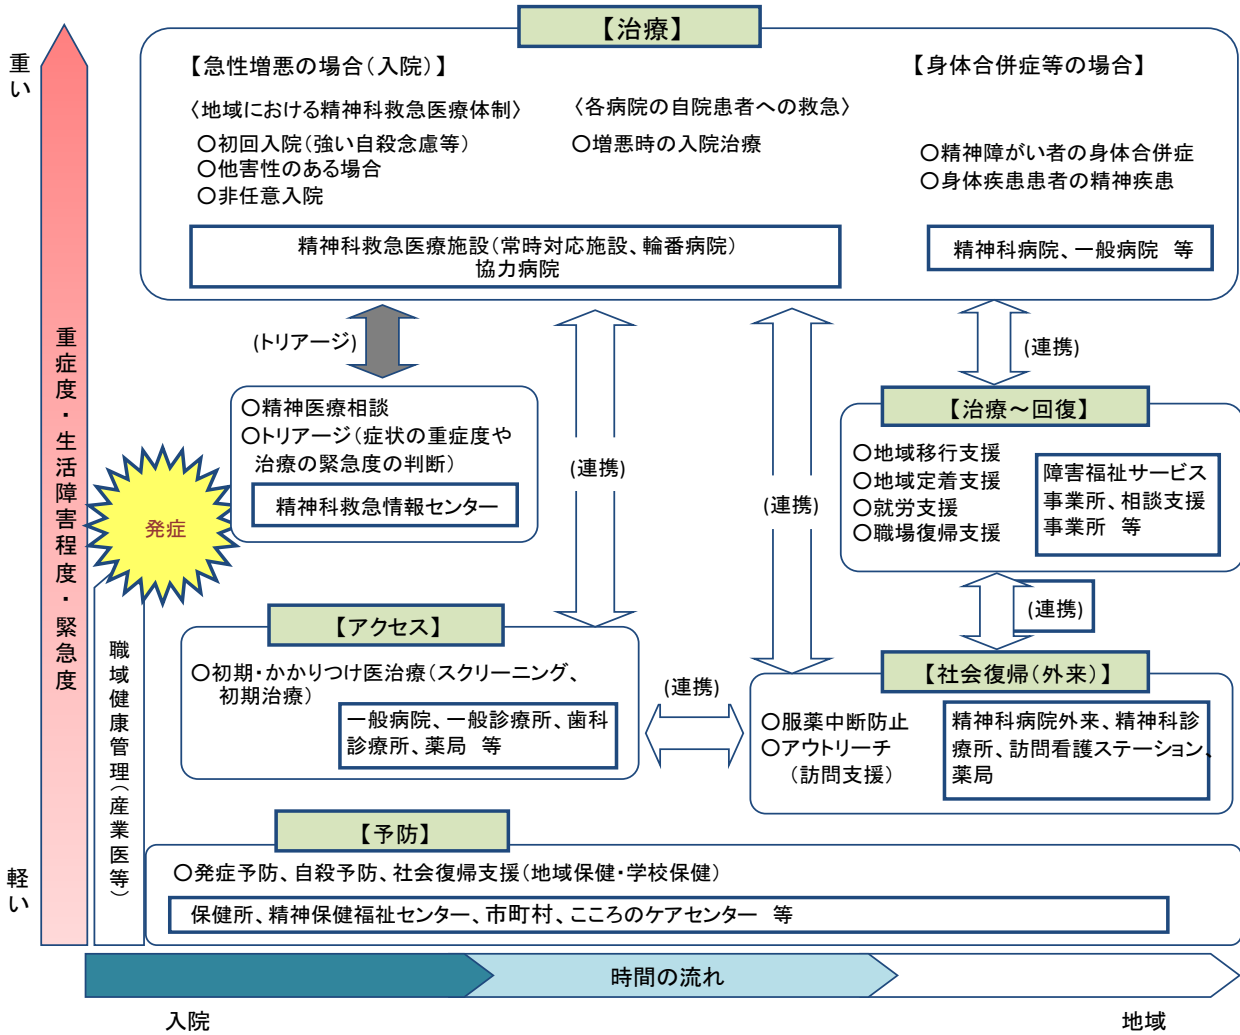 【治療】
重い
【急性増悪の場合(入院)】
【身体合併症等の場合】
〈地域における精神科救急医療体制〉
〈各病院の自院患者への救急〉
○初回入院(強い自殺念慮等)
○他害性のある場合
○非任意入院
○増悪時の入院治療
○精神障がい者の身体合併症
○身体疾患患者の精神疾患
精神科救急医療施設(常時対応施設、輪番病院)
協力病院
精神科病院、一般病院 等
重症度・生活障害程度・緊急度
(トリアージ)
(連携)
(連携)
(連携)
○精神医療相談
○トリアージ(症状の重症度や
治療の緊急度の判断)
精神科救急情報センター
発症
【治療～回復】
○地域移行支援
○地域定着支援
○就労支援
○職場復帰支援
障害福祉サービス
事業所、相談支援
事業所 等
(連携)
職域健康管理(産業医等)
【アクセス】
○初期・かかりつけ医治療(スクリーニング、
初期治療)
一般病院、一般診療所、歯科
診療所、薬局 等
(連携)
【社会復帰(外来)】
○服薬中断防止
○アウトリーチ
(訪問支援)
精神科病院外来、精神科診
療所、訪問看護ステーション、
薬局
【予防】
軽い
○発症予防、自殺予防、社会復帰支援(地域保健・学校保健)
保健所、精神保健福祉センター、市町村、こころのケアセンター 等
時間の流れ
入院
地域